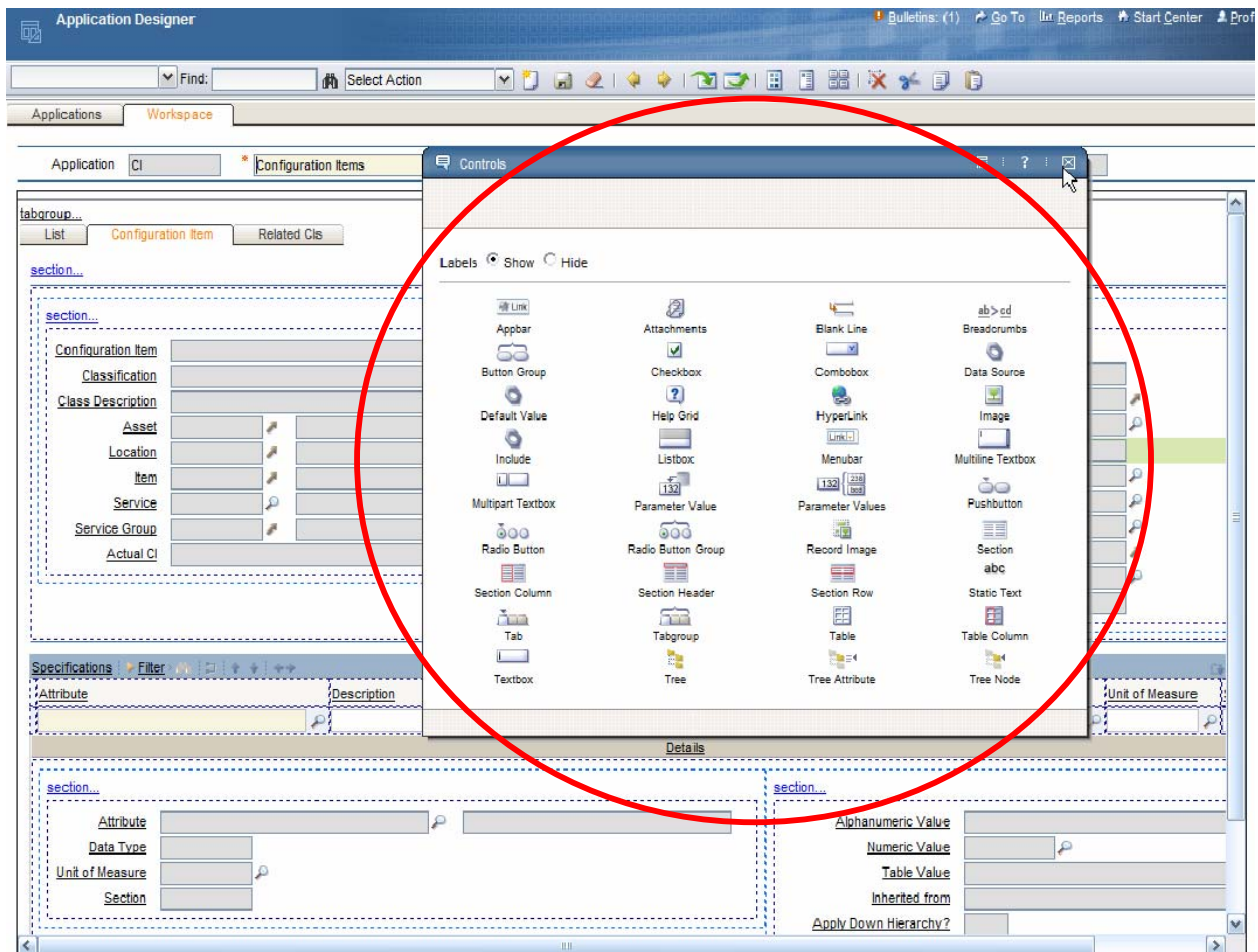 Application Designer
Bulletins: (1) Go To Reports Start Center Prof
Find: Select Action
Applications Workspace
Application CI * Configuration Items
Controls ?
tabgroup...
List Configuration Item Related CIs
Labels Show Hide
section...
section...
Link
ab>cd
Appbar Attachments Blank Line Breadcrumbs
Button Group Checkbox Combobox Data Source
Default Value Help Grid HyperLink Image
Link
Include Listbox Menubar Multiline Textbox
132 132
Multipart Textbox Parameter Value Parameter Values Pushbutton
Radio Button Radio Button Group Record Image Section
abc
Section Column Section Header Section Row Static Text
Tab Tabgroup Table Table Column
Textbox Tree Tree Attribute Tree Node
Configuration Item
Classification
Class Description
Asset
Location
Item
Service
Service Group
Actual CI
Specifications Filter
Attribute Description Unit of Measure
Details
section... section...
Attribute Alphanumeric Value
Data Type Numeric Value
Unit of Measure Table Value
Section Inherited from
Apply Down Hierarchy?